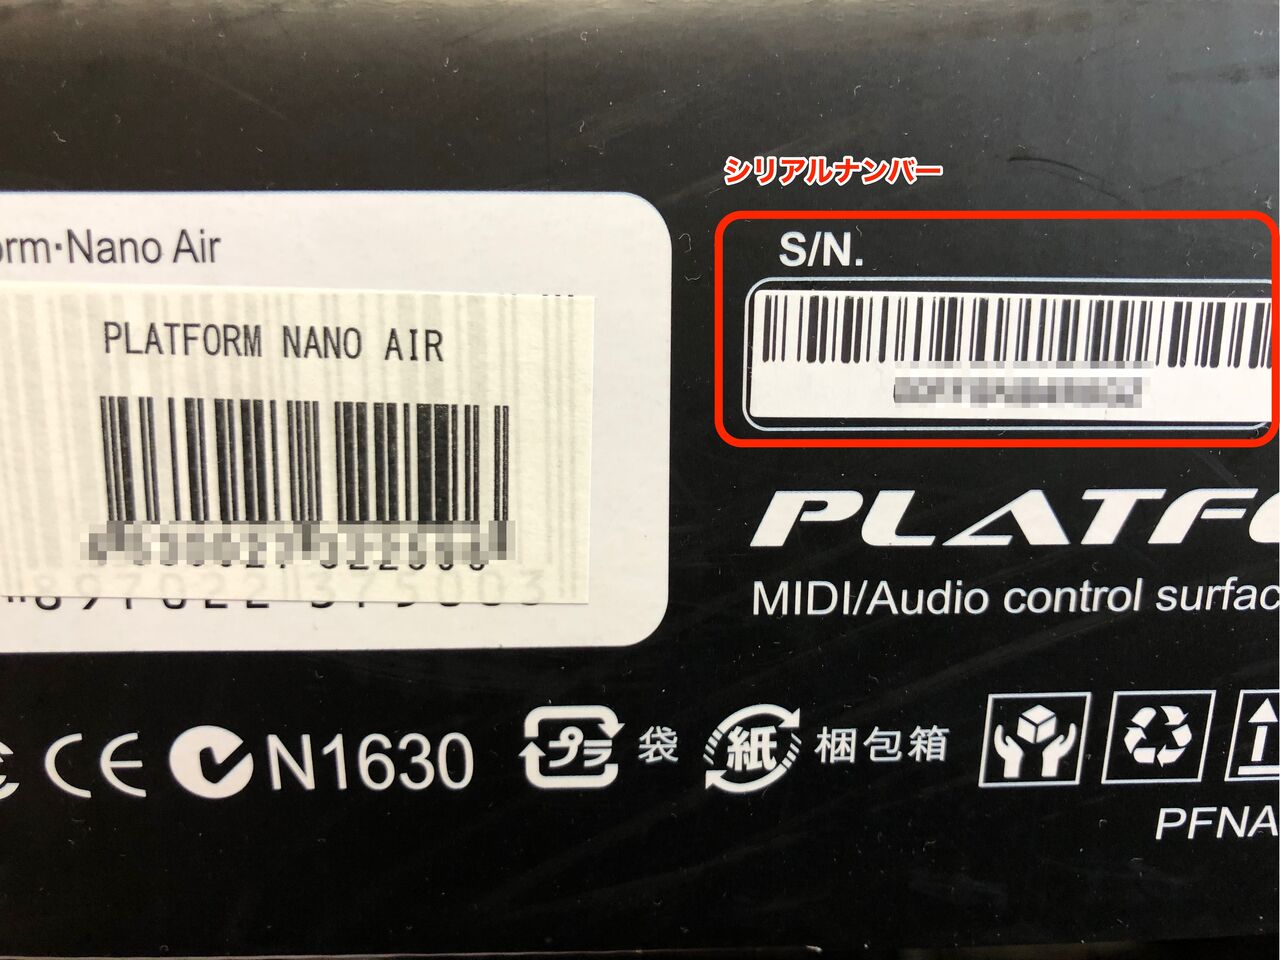 シリアルナンバー
orm·Nano Air
S/N.
PLATFORM NANO AIR
PLATFO
MIDI/Audio control surfac
N1630
プラ
袋
紙
梱包箱
PFNA